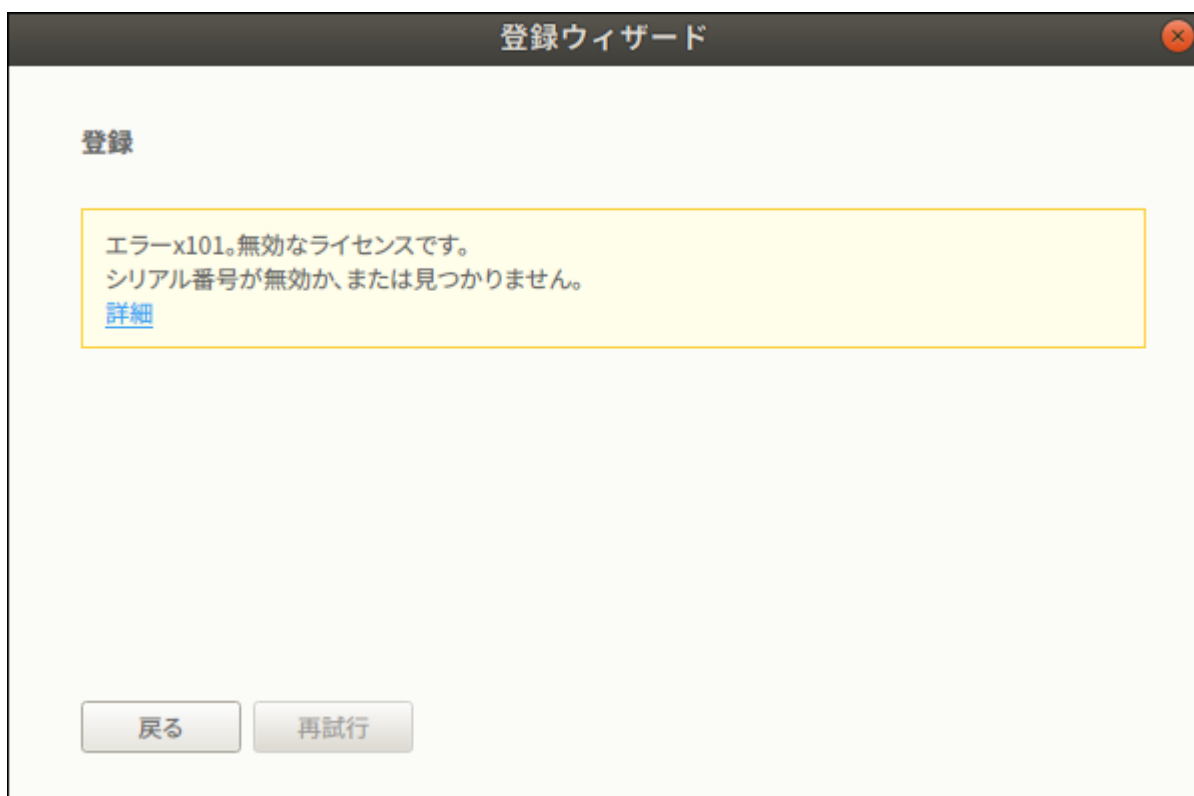 登録ウィザード
登録
エラーx101。無効なライセンスです。
シリアル番号が無効か、または見つかりません。
詳細
戻る
再試行